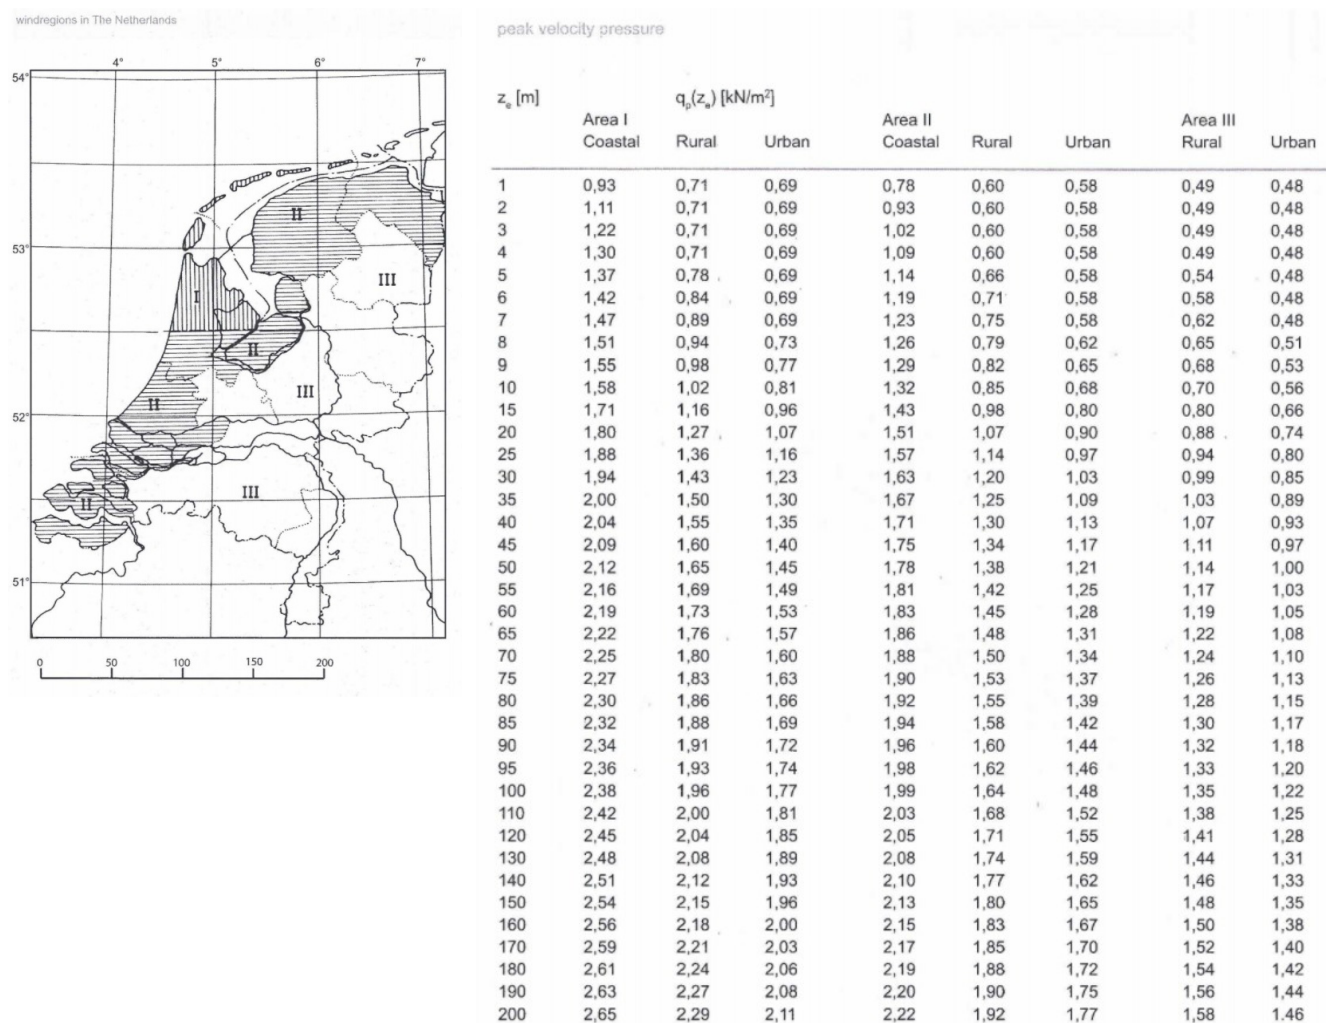 windregions in The Netherlands
4° 5° 6° 7°
54°
53°
52°
51°
II
III
I
II
III
II
III
II
0 50 100 150 200
peak velocity pressure
zₑ [m] qₚ(zₑ) [kN/m²]
Area I Area II Area III
Coastal Rural Urban Coastal Rural Urban Rural Urban
1 0,93 0,71 0,69 0,78 0,60 0,58 0,49 0,48
2 1,11 0,71 0,69 0,93 0,60 0,58 0,49 0,48
3 1,22 0,71 0,69 1,02 0,60 0,58 0,49 0,48
4 1,30 0,71 0,69 1,09 0,60 0,58 0,49 0,48
5 1,37 0,78 0,69 1,14 0,66 0,58 0,54 0,48
6 1,42 0,84 0,69 1,19 0,71 0,58 0,58 0,48
7 1,47 0,89 0,69 1,23 0,75 0,58 0,62 0,48
8 1,51 0,94 0,73 1,26 0,79 0,62 0,65 0,51
9 1,55 0,98 0,77 1,29 0,82 0,65 0,68 0,53
10 1,58 1,02 0,81 1,32 0,85 0,68 0,70 0,56
15 1,71 1,16 0,96 1,43 0,98 0,80 0,80 0,66
20 1,80 1,27 1,07 1,51 1,07 0,90 0,88 0,74
25 1,88 1,36 1,16 1,57 1,14 0,97 0,94 0,80
30 1,94 1,43 1,23 1,63 1,20 1,03 0,99 0,85
35 2,00 1,50 1,30 1,67 1,25 1,09 1,03 0,89
40 2,04 1,55 1,35 1,71 1,30 1,13 1,07 0,93
45 2,09 1,60 1,40 1,75 1,34 1,17 1,11 0,97
50 2,12 1,65 1,45 1,78 1,38 1,21 1,14 1,00
55 2,16 1,69 1,49 1,81 1,42 1,25 1,17 1,03
60 2,19 1,73 1,53 1,83 1,45 1,28 1,19 1,05
65 2,22 1,76 1,57 1,86 1,48 1,31 1,22 1,08
70 2,25 1,80 1,60 1,88 1,50 1,34 1,24 1,10
75 2,27 1,83 1,63 1,90 1,53 1,37 1,26 1,13
80 2,30 1,86 1,66 1,92 1,55 1,39 1,28 1,15
85 2,32 1,88 1,69 1,94 1,58 1,42 1,30 1,17
90 2,34 1,91 1,72 1,96 1,60 1,44 1,32 1,18
95 2,36 1,93 1,74 1,98 1,62 1,46 1,33 1,20
100 2,38 1,96 1,77 1,99 1,64 1,48 1,35 1,22
110 2,42 2,00 1,81 2,03 1,68 1,52 1,38 1,25
120 2,45 2,04 1,85 2,05 1,71 1,55 1,41 1,28
130 2,48 2,08 1,89 2,08 1,74 1,59 1,44 1,31
140 2,51 2,12 1,93 2,10 1,77 1,62 1,46 1,33
150 2,54 2,15 1,96 2,13 1,80 1,65 1,48 1,35
160 2,56 2,18 2,00 2,15 1,83 1,67 1,50 1,38
170 2,59 2,21 2,03 2,17 1,85 1,70 1,52 1,40
180 2,61 2,24 2,06 2,19 1,88 1,72 1,54 1,42
190 2,63 2,27 2,08 2,20 1,90 1,75 1,56 1,44
200 2,65 2,29 2,11 2,22 1,92 1,77 1,58 1.46